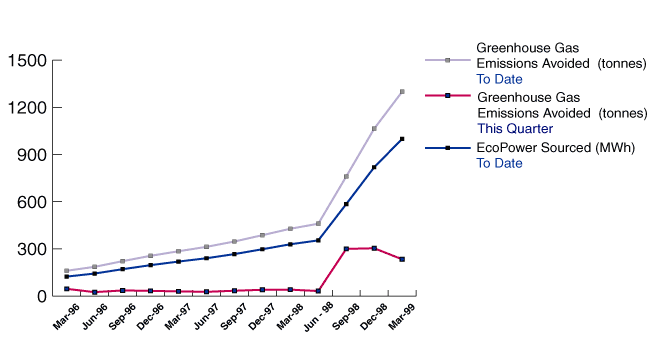 Greenhouse Gas
Emissions Avoided (tonnes)
To Date
Greenhouse Gas
Emissions Avoided (tonnes)
This Quarter
EcoPower Sourced (MWh)
To Date
1500
1200
900
600
300
0
Mar-96
Jun-96
Sep-96
Dec-96
Mar-97
Jun-97
Sep-97
Dec-97
Mar-98
Jun - 98
Sep-98
Dec-98
Mar-99